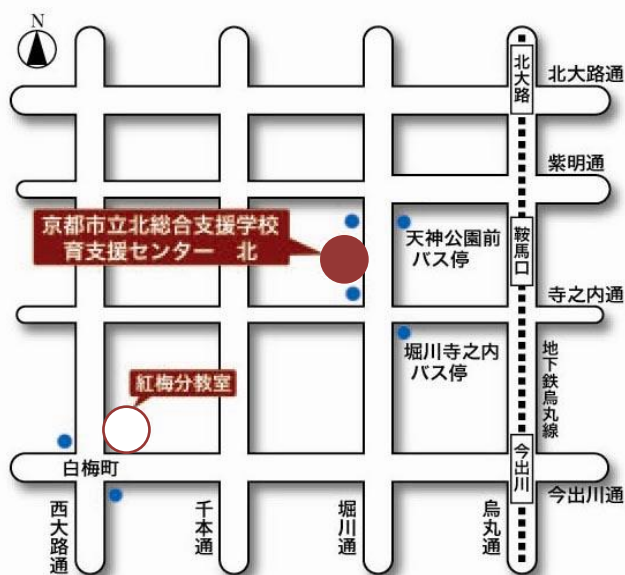 N
北大路
北大路通
紫明通
京都市立北総合支援学校
育支援センター　北
天神公園前
バス停
鞍馬口
寺之内通
堀川寺之内
バス停
地下鉄烏丸線
紅梅分教室
白梅町
今出川
今出川通
西大路通
千本通
堀川通
烏丸通